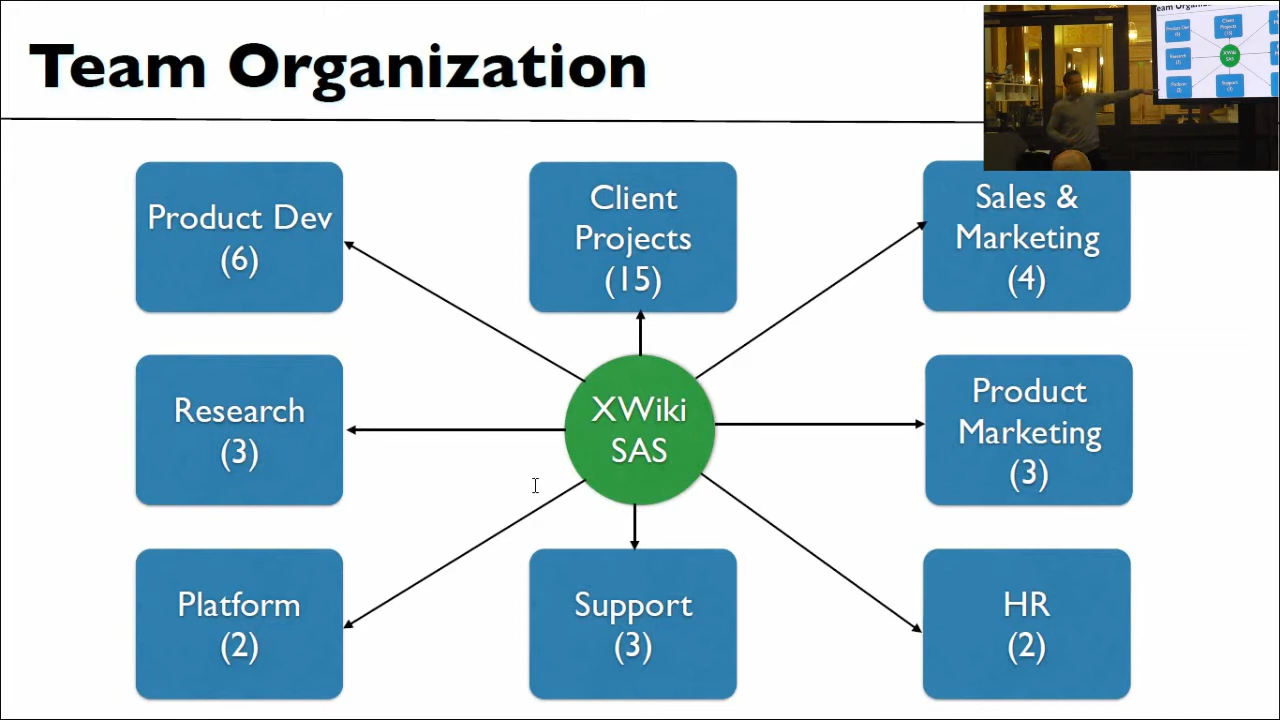 Team Organization
Product Dev
(6)
Client
Projects
(15)
Sales &
Marketing
(4)
Research
(3)
XWiki
SAS
Product
Marketing
(3)
Platform
(2)
Support
(3)
HR
(2)